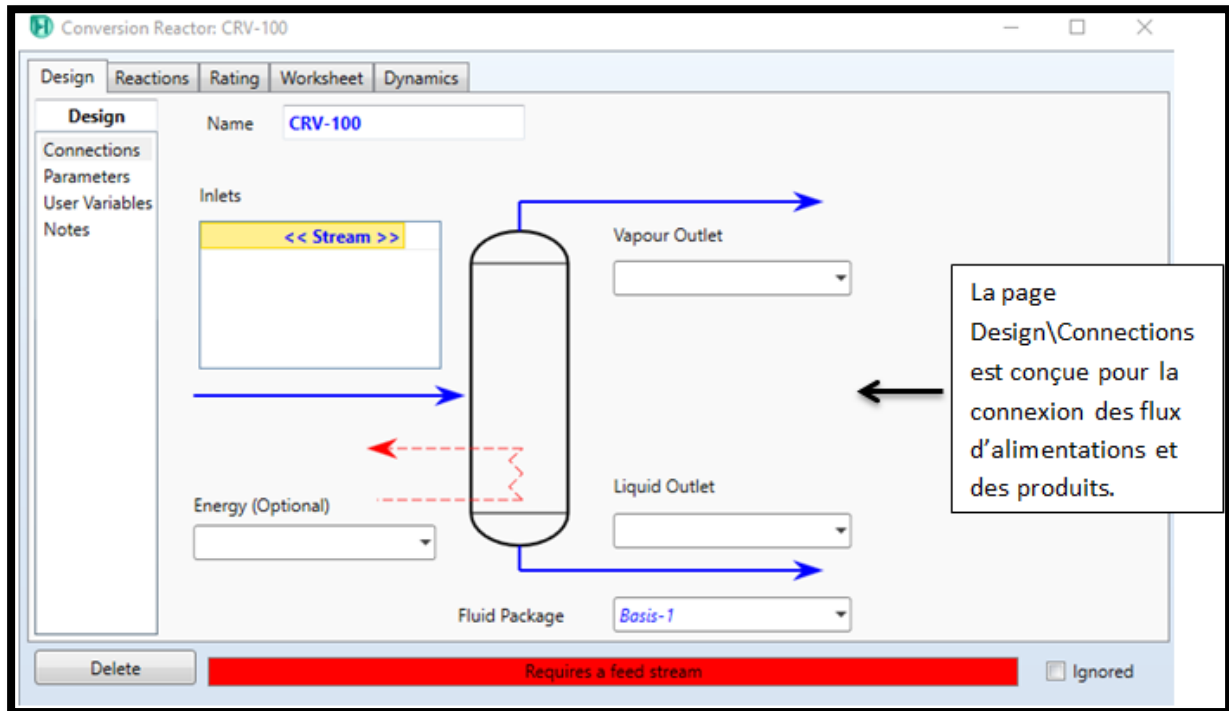 Conversion Reactor: CRV-100
Design Reactions Rating Worksheet Dynamics
Design
Connections
Parameters
User Variables
Notes
Name CRV-100
Inlets
<< Stream >>
Vapour Outlet
Energy (Optional)
Liquid Outlet
Fluid Package Basis-1
La page
Design\Connections
est conçue pour la
connexion des flux
d’alimentations et
des produits.
Delete Requires a feed stream Ignored